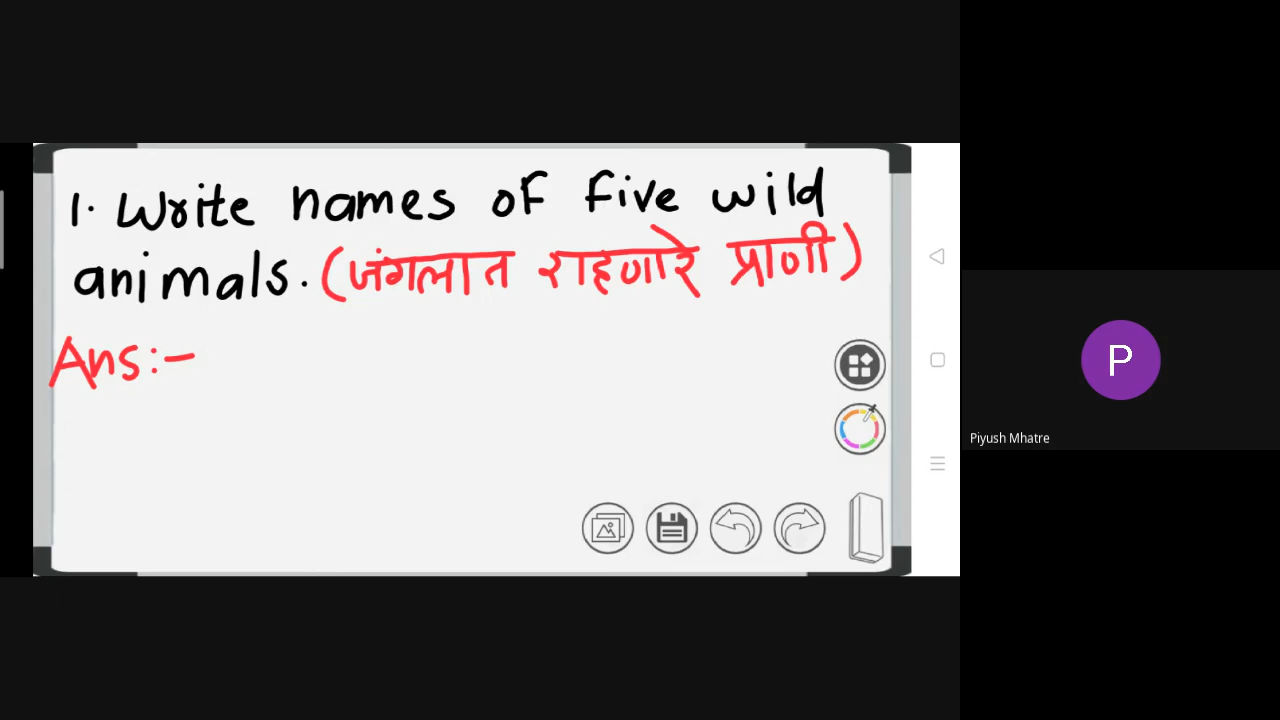 1. Write names of five wild
animals. (जंगलात राहणारे प्राणी)
Ans:-
P
Piyush Mhatre